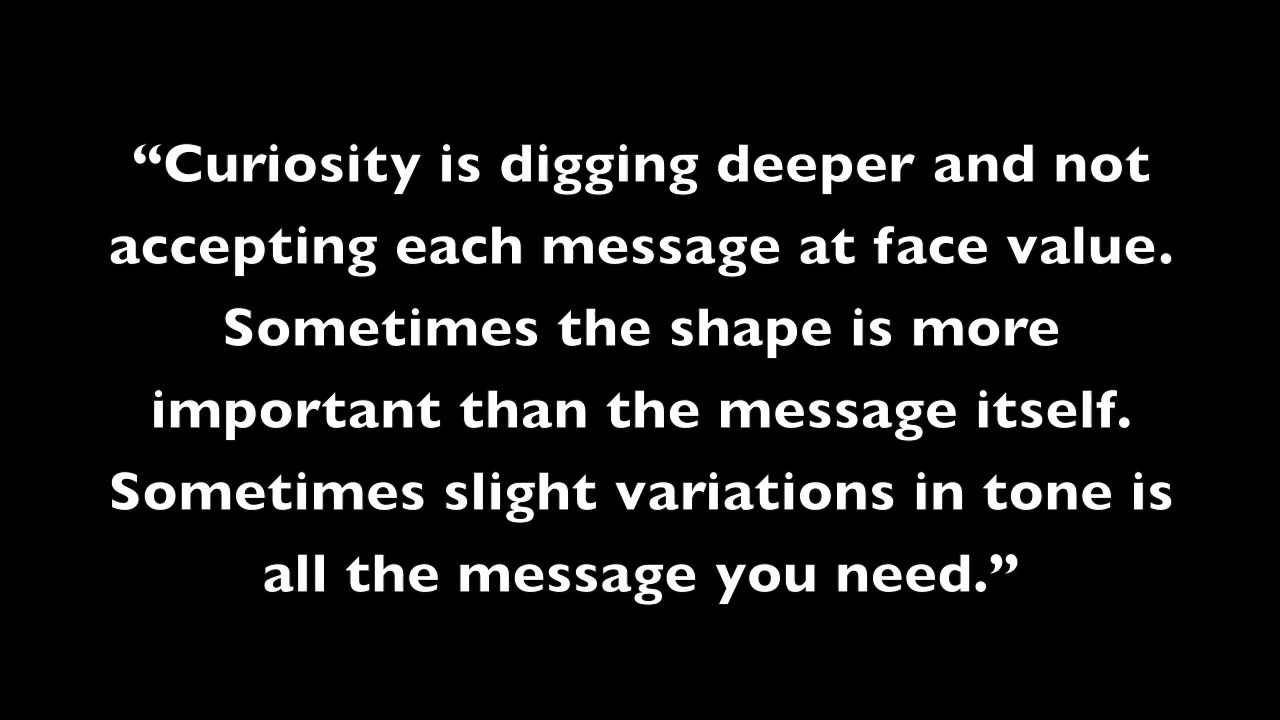 “Curiosity is digging deeper and not
accepting each message at face value.
Sometimes the shape is more
important than the message itself.
Sometimes slight variations in tone is
all the message you need.”